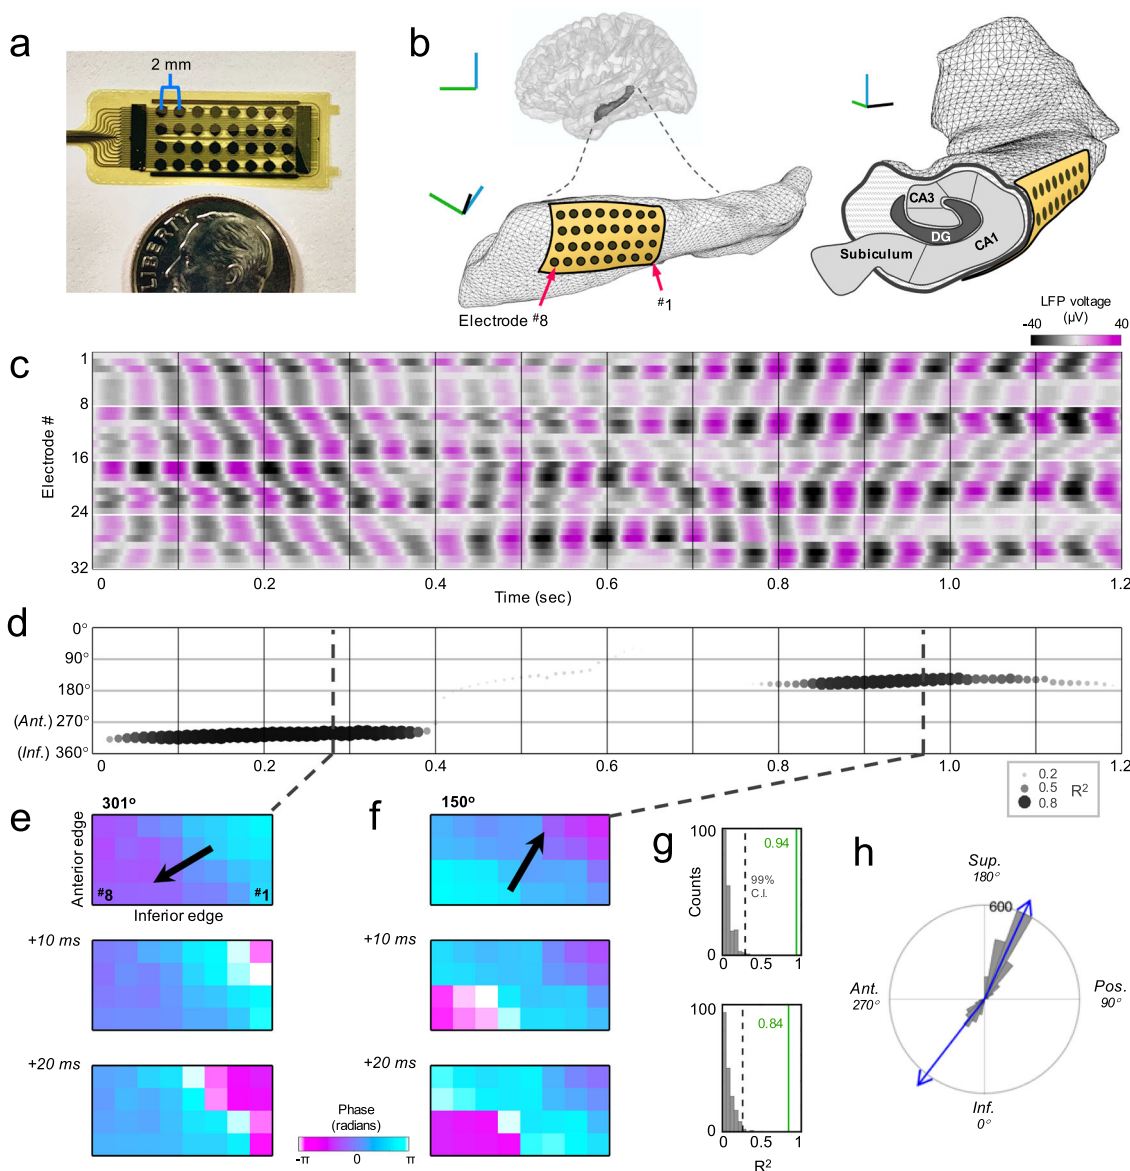 a
2 mm
LIBERTY
b
CA3
DG
CA1
Subiculum
#1
Electrode #8
LFP voltage
(µV)
-40
40
c
Electrode #
1
8
16
24
32
0
0.2
0.4
0.6
0.8
1.0
1.2
Time (sec)
d
0°
90°
180°
(Ant.) 270°
(Inf.) 360°
0
0.2
0.4
0.6
0.8
1.0
1.2
0.2
0.5
0.8
R²
e
301°
Anterior edge
#8
#1
Inferior edge
+10 ms
+20 ms
Phase
(radians)
-π
0
π
f
150°
+10 ms
+20 ms
g
100
0.94
99%
C.I.
Counts
0
0
0.5
1
100
0.84
0
0
0.5
1
R²
h
Sup.
180°
600
Ant.
270°
Pos.
90°
Inf.
0°